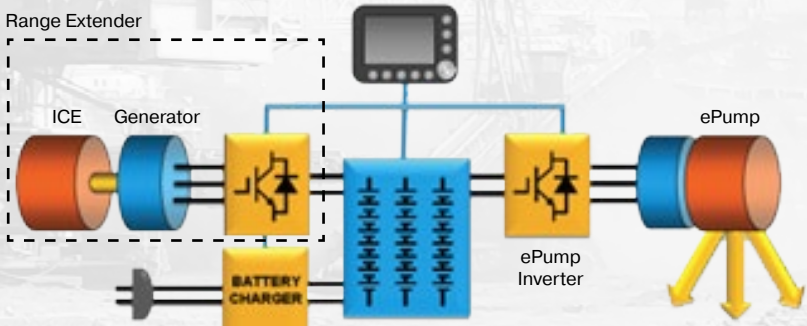 Range Extender
ICE
Generator
ePump
ePump
Inverter
BATTERY
CHARGER